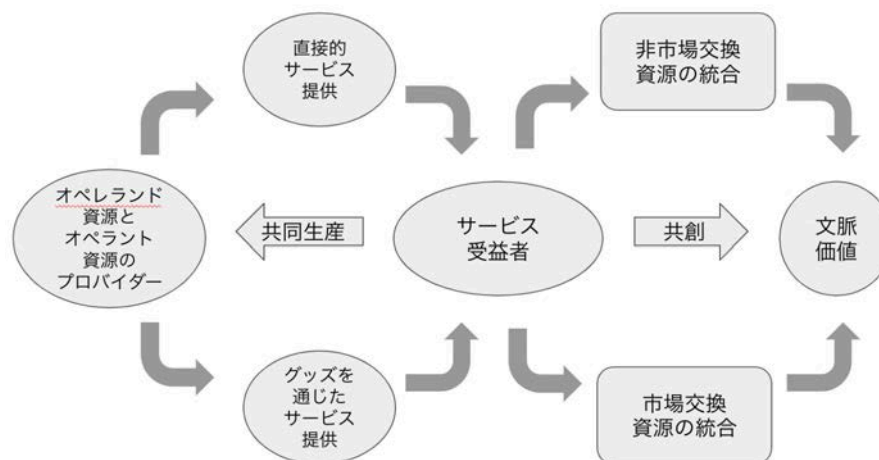 直接的
サービス
提供
非市場交換
資源の統合
オペレランド
資源と
オペラント
資源の
プロバイダー
共同生産
サービス
受益者
共創
文脈
価値
グッズを
通じた
サービス
提供
市場交換
資源の統合